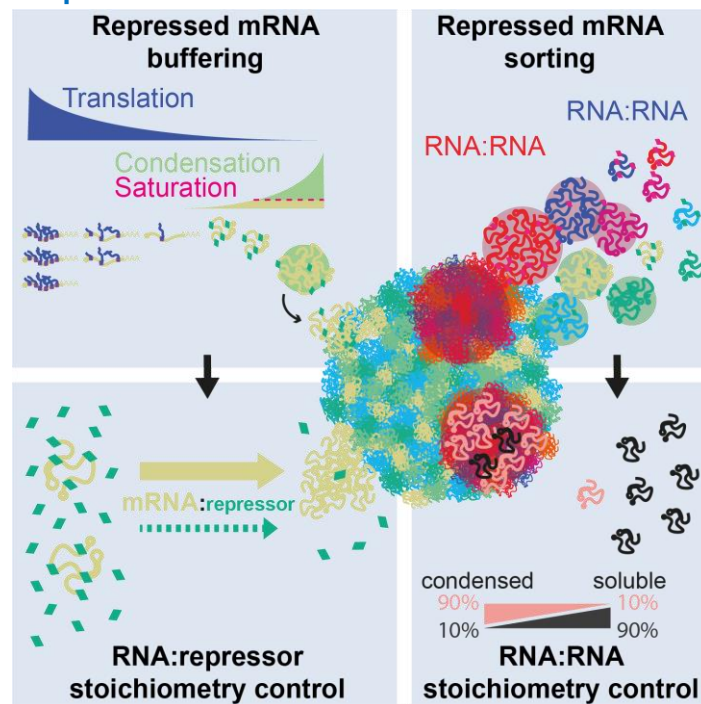 Repressed mRNA
buffering
Translation
Condensation
Saturation
Repressed mRNA
sorting
RNA:RNA
RNA:RNA
mRNA:repressor
RNA:repressor
stoichiometry control
condensed
soluble
90%
10%
10%
90%
RNA:RNA
stoichiometry control